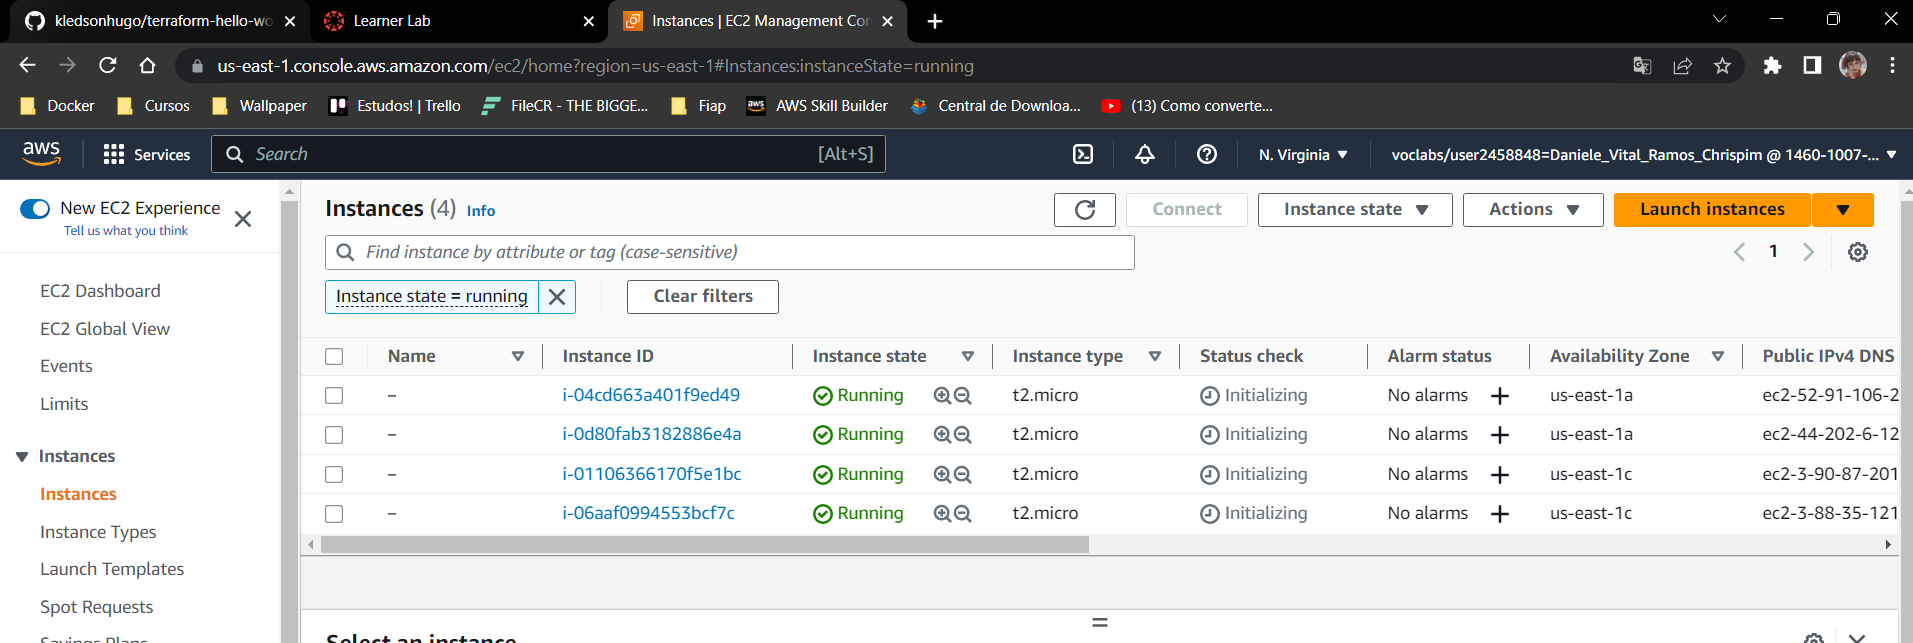 kledsonhugo/terraform-hello-wo
Learner Lab
Instances | EC2 Management Con
us-east-1.console.aws.amazon.com/ec2/home?region=us-east-1#Instances:instanceState=running
Docker
Cursos
Wallpaper
Estudos! | Trello
FileCR - THE BIGGE...
Fiap
aws
AWS Skill Builder
Central de Downloa...
(13) Como converte...
aws
Services
Search
[Alt+S]
N. Virginia
voclabs/user2458848=Daniele_Vital_Ramos_Chrispim @ 1460-1007-...
New EC2 Experience
Tell us what you think
EC2 Dashboard
EC2 Global View
Events
Limits
Instances
Instances
Instance Types
Launch Templates
Spot Requests
Savings Plans
Instances (4) Info
Connect
Instance state
Actions
Launch instances
Find instance by attribute or tag (case-sensitive)
1
Instance state = running
Clear filters
Name Instance ID Instance state Instance type Status check Alarm status Availability Zone Public IPv4 DNS
– i-04cd663a401f9ed49 Running t2.micro Initializing No alarms + us-east-1a ec2-52-91-106-2
– i-0d80fab3182886e4a Running t2.micro Initializing No alarms + us-east-1a ec2-44-202-6-12
– i-01106366170f5e1bc Running t2.micro Initializing No alarms + us-east-1c ec2-3-90-87-201
– i-06aaf0994553bcf7c Running t2.micro Initializing No alarms + us-east-1c ec2-3-88-35-121
Select an instance